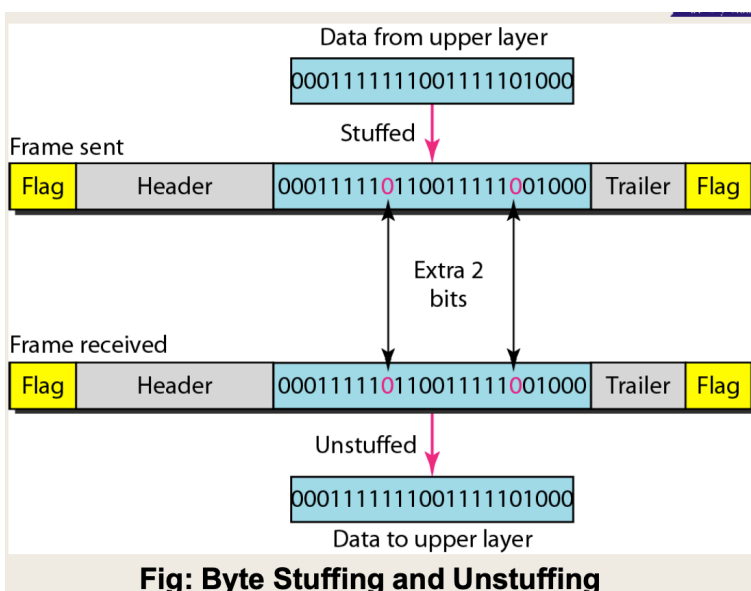 Data from upper layer
0001111111001111101000
Stuffed
Frame sent
Flag Header 000111110110011111001000 Trailer Flag
Extra 2
bits
Frame received
Flag Header 000111110110011111001000 Trailer Flag
Unstuffed
0001111111001111101000
Data to upper layer
Fig: Byte Stuffing and Unstuffing